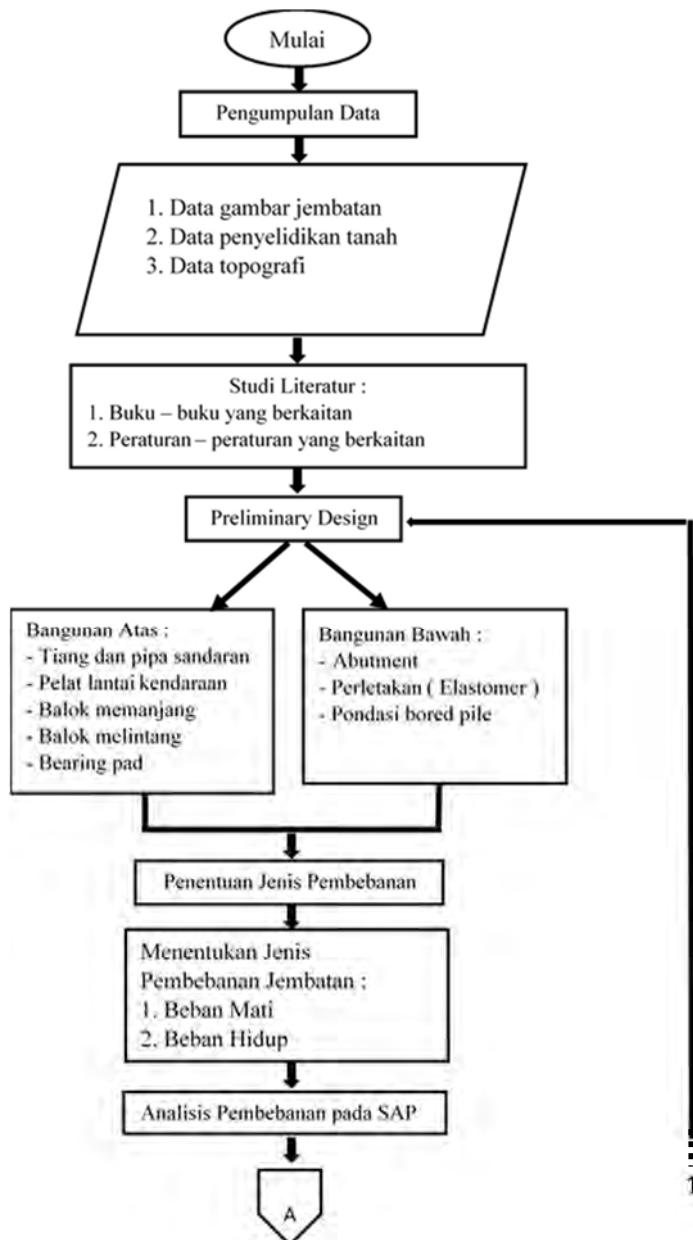 Mulai
Pengumpulan Data
1. Data gambar jembatan
2. Data penyelidikan tanah
3. Data topografi
Studi Literatur :
1. Buku – buku yang berkaitan
2. Peraturan – peraturan yang berkaitan
Preliminary Design
Bangunan Atas :
- Tiang dan pipa sandaran
- Pelat lantai kendaraan
- Balok memanjang
- Balok melintang
- Bearing pad
Bangunan Bawah :
- Abutment
- Perletakan ( Elastomer )
- Pondasi bored pile
Penentuan Jenis Pembebanan
Menentukan Jenis
Pembebanan Jembatan :
1. Beban Mati
2. Beban Hidup
Analisis Pembebanan pada SAP
A
1